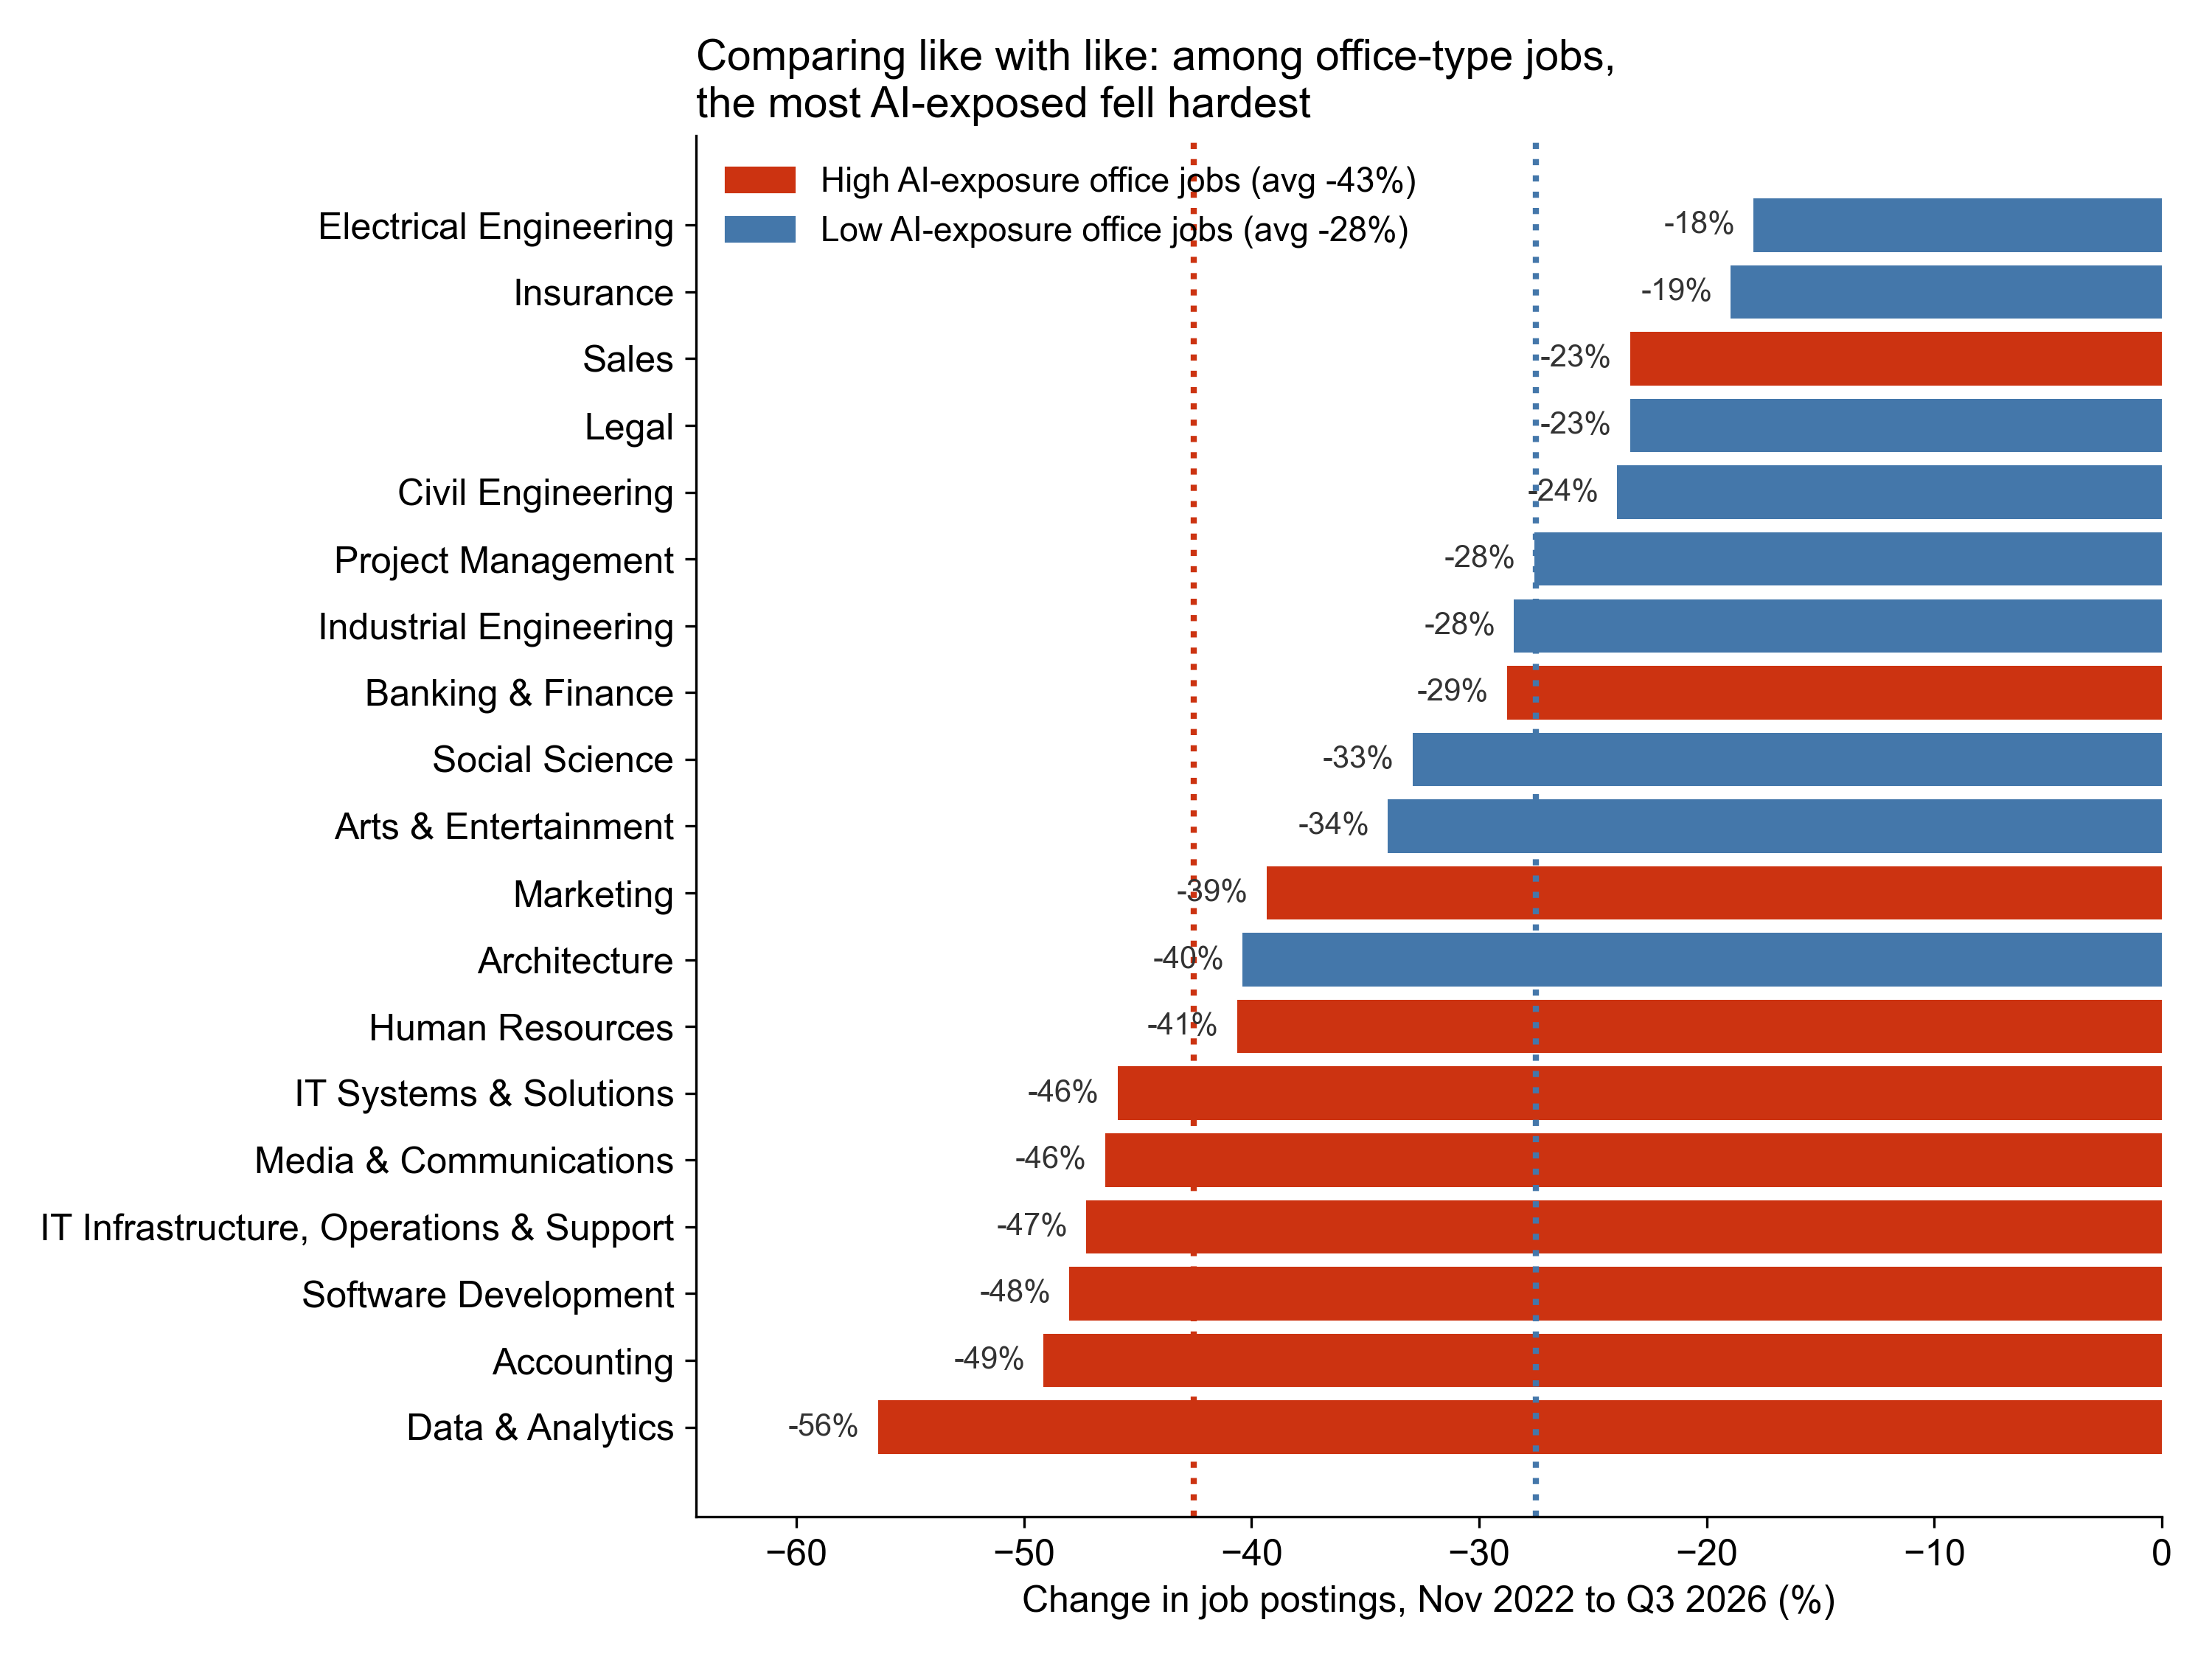 Comparing like with like: among office-type jobs,
the most AI-exposed fell hardest
High AI-exposure office jobs (avg -43%)
Low AI-exposure office jobs (avg -28%)
Electrical Engineering -18%
Insurance -19%
Sales -23%
Legal -23%
Civil Engineering -24%
Project Management -28%
Industrial Engineering -28%
Banking & Finance -29%
Social Science -33%
Arts & Entertainment -34%
Marketing -39%
Architecture -40%
Human Resources -41%
IT Systems & Solutions -46%
Media & Communications -46%
IT Infrastructure, Operations & Support -47%
Software Development -48%
Accounting -49%
Data & Analytics -56%
−60 −50 −40 −30 −20 −10 0
Change in job postings, Nov 2022 to Q3 2026 (%)